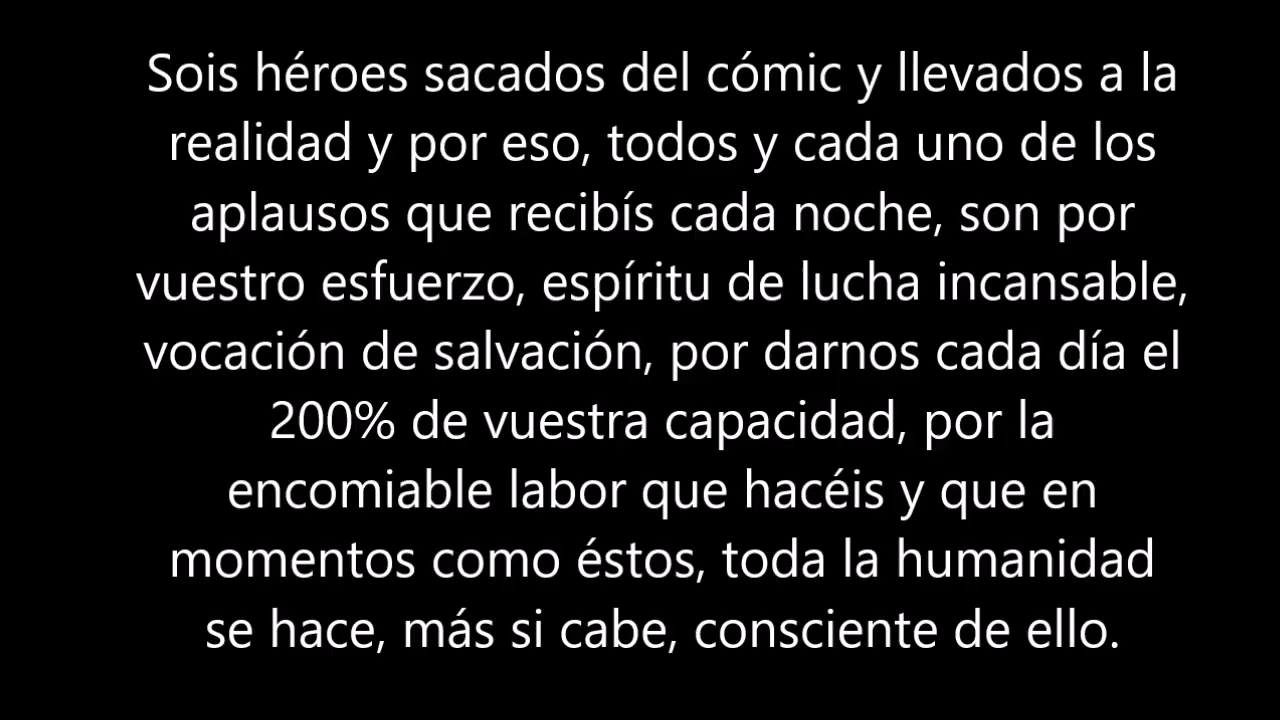 Sois héroes sacados del cómic y llevados a la
realidad y por eso, todos y cada uno de los
aplausos que recibís cada noche, son por
vuestro esfuerzo, espíritu de lucha incansable,
vocación de salvación, por darnos cada día el
200% de vuestra capacidad, por la
encomiable labor que hacéis y que en
momentos como éstos, toda la humanidad
se hace, más si cabe, consciente de ello.